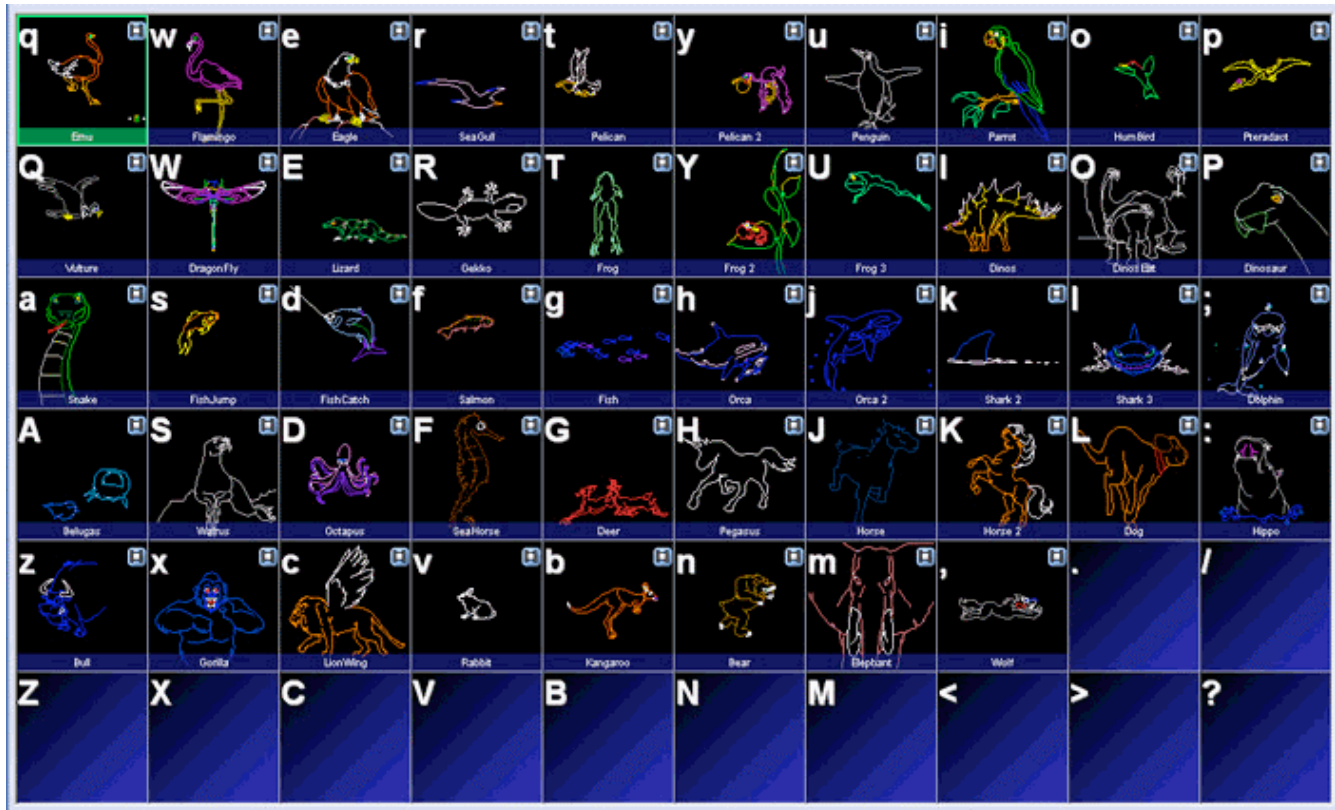 q w e r t y u i o p
Emu Flamingo Eagle SeaGull Pelican Pelican 2 Penguin Parrot HumBird Pteradact
Q W E R T Y U I O P
Vulture DragonFly Lizard Gekko Frog Frog 2 Frog 3 Dinos Dinos Bit Dinosaur
a s d f g h j k l ;
Snake FishJump FishCatch Salmon Fish Orca Orca 2 Shark 2 Shark 3 Dolphin
A S D F G H J K L :
Belugas Walrus Octapus SeaHorse Deer Pegasus Horse Horse 2 Dog Hippo
z x c v b n m , . /
Bull Gorilla LionWing Rabbit Kangaroo Bear Elephant Wolf
Z X C V B N M < > ?